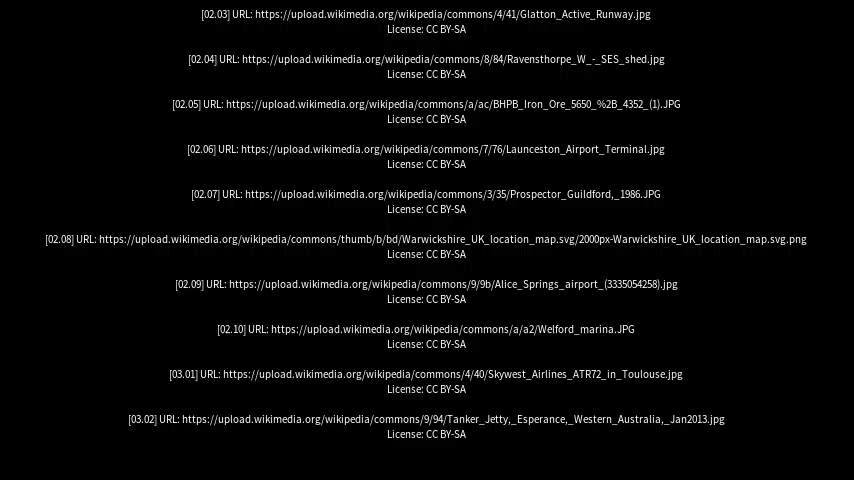 [02.03] URL: https://upload.wikimedia.org/wikipedia/commons/4/41/Glatton_Active_Runway.jpg
License: CC BY-SA
[02.04] URL: https://upload.wikimedia.org/wikipedia/commons/8/84/Ravensthorpe_W_-_SES_shed.jpg
License: CC BY-SA
[02.05] URL: https://upload.wikimedia.org/wikipedia/commons/a/ac/BHPB_Iron_Ore_5650_%2B_4352_(1).JPG
License: CC BY-SA
[02.06] URL: https://upload.wikimedia.org/wikipedia/commons/7/76/Launceston_Airport_Terminal.jpg
License: CC BY-SA
[02.07] URL: https://upload.wikimedia.org/wikipedia/commons/3/35/Prospector_Guildford,_1986.JPG
License: CC BY-SA
[02.08] URL: https://upload.wikimedia.org/wikipedia/commons/thumb/b/bd/Warwickshire_UK_location_map.svg/2000px-Warwickshire_UK_location_map.svg.png
License: CC BY-SA
[02.09] URL: https://upload.wikimedia.org/wikipedia/commons/9/9b/Alice_Springs_airport_(3335054258).jpg
License: CC BY-SA
[02.10] URL: https://upload.wikimedia.org/wikipedia/commons/a/a2/Welford_marina.JPG
License: CC BY-SA
[03.01] URL: https://upload.wikimedia.org/wikipedia/commons/4/40/Skywest_Airlines_ATR72_in_Toulouse.jpg
License: CC BY-SA
[03.02] URL: https://upload.wikimedia.org/wikipedia/commons/9/94/Tanker_Jetty,_Esperance,_Western_Australia,_Jan2013.jpg
License: CC BY-SA